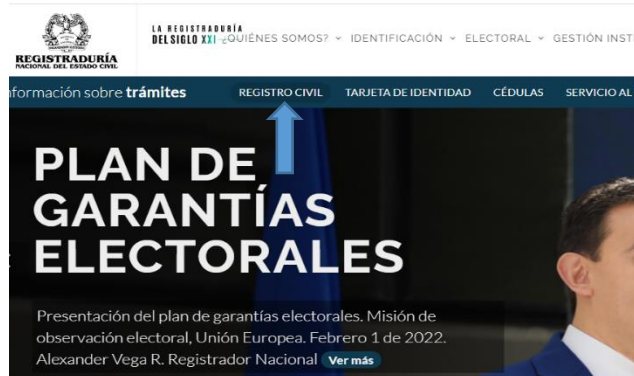 LA REGISTRADURÍA
DEL SIGLO XXI
REGISTRADURÍA
NACIONAL DEL ESTADO CIVIL
¿QUIÉNES SOMOS? IDENTIFICACIÓN ELECTORAL GESTIÓN INSTI
formación sobre trámites REGISTRO CIVIL TARJETA DE IDENTIDAD CÉDULAS SERVICIO AL
PLAN DE
GARANTÍAS
ELECTORALES
Presentación del plan de garantías electorales. Misión de
observación electoral, Unión Europea. Febrero 1 de 2022.
Alexander Vega R. Registrador Nacional Ver más